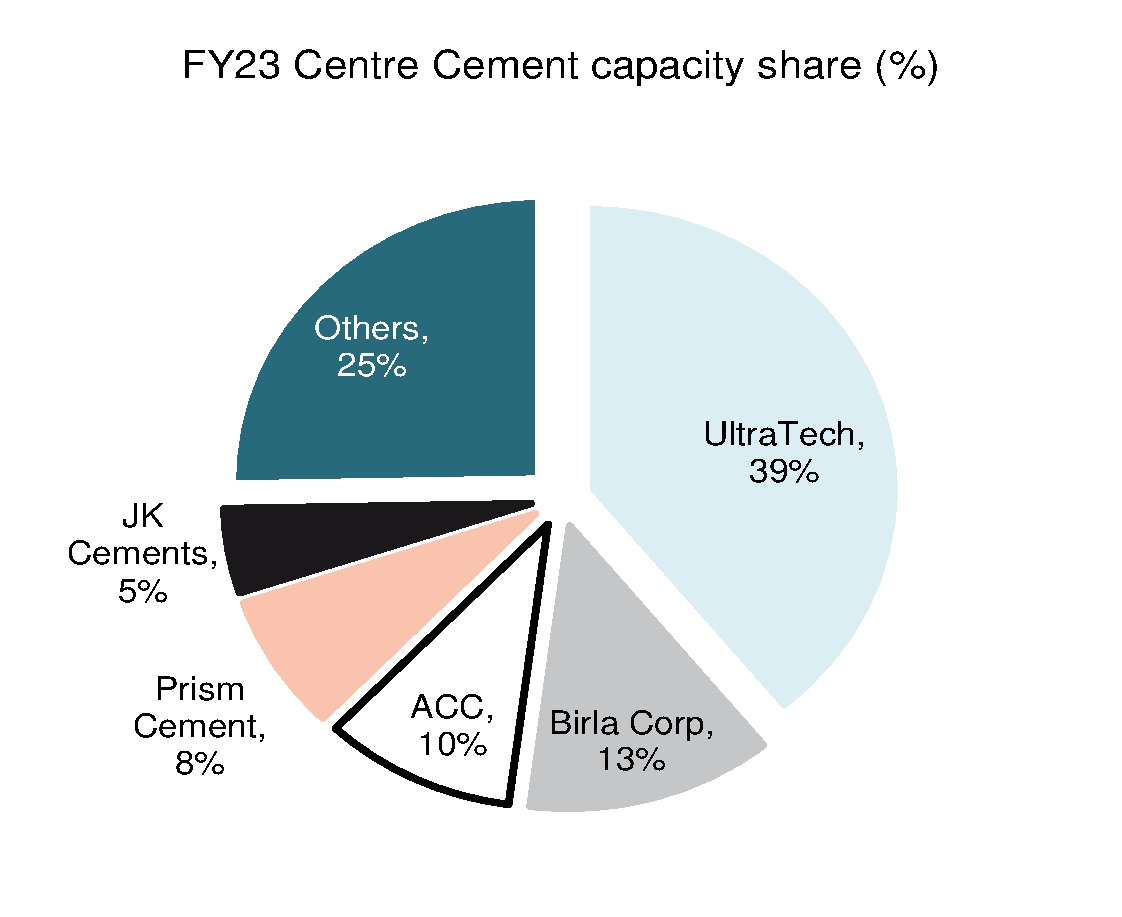 FY23 Centre Cement capacity share (%)
Others,
25%
UltraTech,
39%
JK
Cements,
5%
Prism
Cement,
8%
ACC,
10%
Birla Corp,
13%